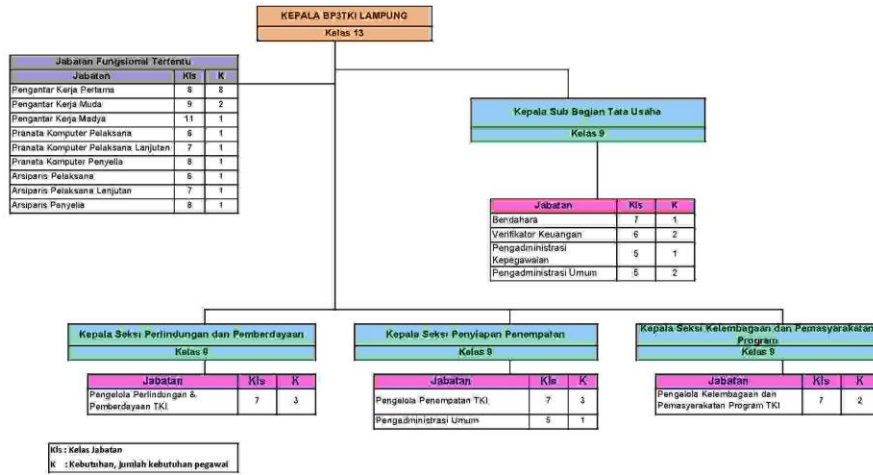 KEPALA BP3TKI LAMPUNG
Kelas 13
Jabatan Fungsional Tertentu
Jabatan Kls K
Pengantar Kerja Pertama 8 8
Pengantar Kerja Muda 9 2
Pengantar Kerja Madya 11 1
Pranata Komputer Pelaksana 6 1
Pranata Komputer Pelaksana Lanjutan 7 1
Pranata Komputer Penyelia 8 1
Arsiparis Pelaksana 6 1
Arsiparis Pelaksana Lanjutan 7 1
Arsiparis Penyelia 8 1
Kepala Sub Bagian Tata Usaha
Kelas 9
Jabatan Kls K
Bendahara 7 1
Verifikator Keuangan 6 2
Pengadministrasi
Kepegawaian 5 1
Pengadministrasi Umum 5 2
Kepala Seksi Perlindungan dan Pemberdayaan
Kelas 9
Jabatan Kls K
Pengelola Perlindungan &
Pemberdayaan TKI 7 3
Kepala Seksi Penyiapan Penempatan
Kelas 9
Jabatan Kls K
Pengelola Penempatan TKI 7 3
Pengadministrasi Umum 5 1
Kepala Seksi Kelembagaan dan Pemasyarakatan
Program
Kelas 9
Jabatan Kls K
Pengelola Kelembagaan dan
Pemasyarakatan Program TKI 7 2
Kls : Kelas Jabatan
K : Kebutuhan, jumlah kebutuhan pegawai